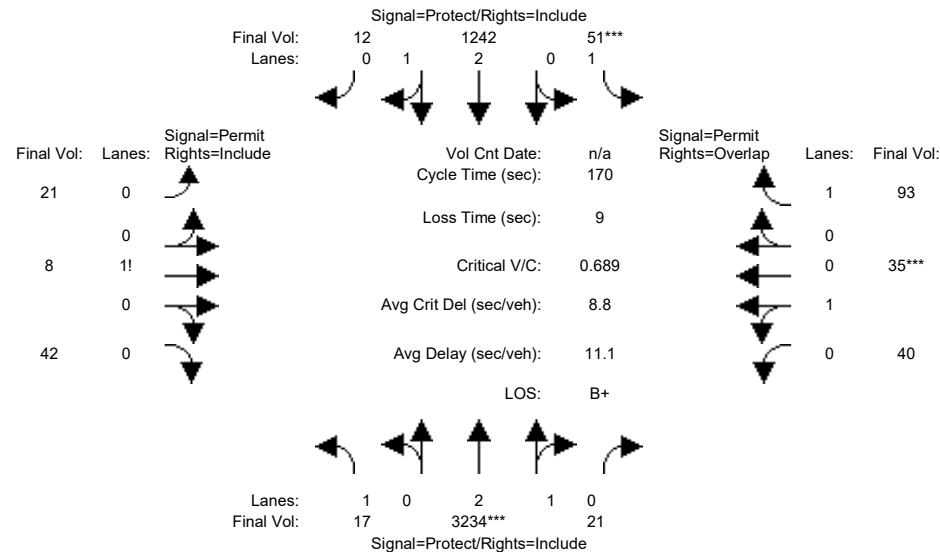 Signal=Protect/Rights=Include
Final Vol: 12 1242 51***
Lanes: 0 1 2 0 1
Signal=Permit Signal=Permit
Final Vol: Lanes: Rights=Include Vol Cnt Date: n/a Rights=Overlap Lanes: Final Vol:
Cycle Time (sec): 170
21 0 1 93
Loss Time (sec): 9
0 0
8 1! Critical V/C: 0.689 0 35***
0 Avg Crit Del (sec/veh): 8.8 1
42 0 Avg Delay (sec/veh): 11.1 0 40
LOS: B+
Lanes: 1 0 2 1 0
Final Vol: 17 3234*** 21
Signal=Protect/Rights=Include